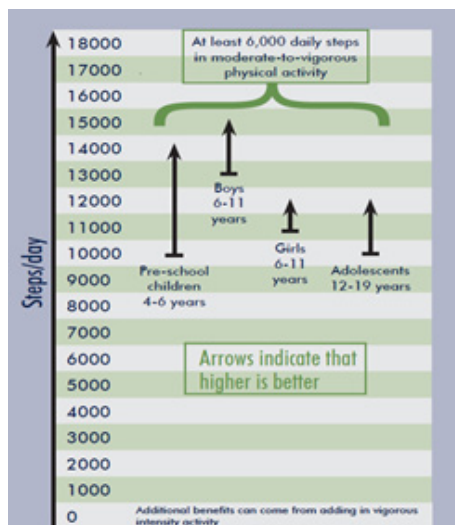 18000
17000
16000
15000
14000
13000
12000
11000
10000
9000
8000
7000
6000
5000
4000
3000
2000
1000
0
Steps/day
At least 6,000 daily steps
in moderate-to-vigorous
physical activity
Boys
6-11
years
Girls
6-11
years
Pre-school
children
4-6 years
Adolescents
12-19 years
Arrows indicate that
higher is better
Additional benefits can come from adding in vigorous
intensity activity